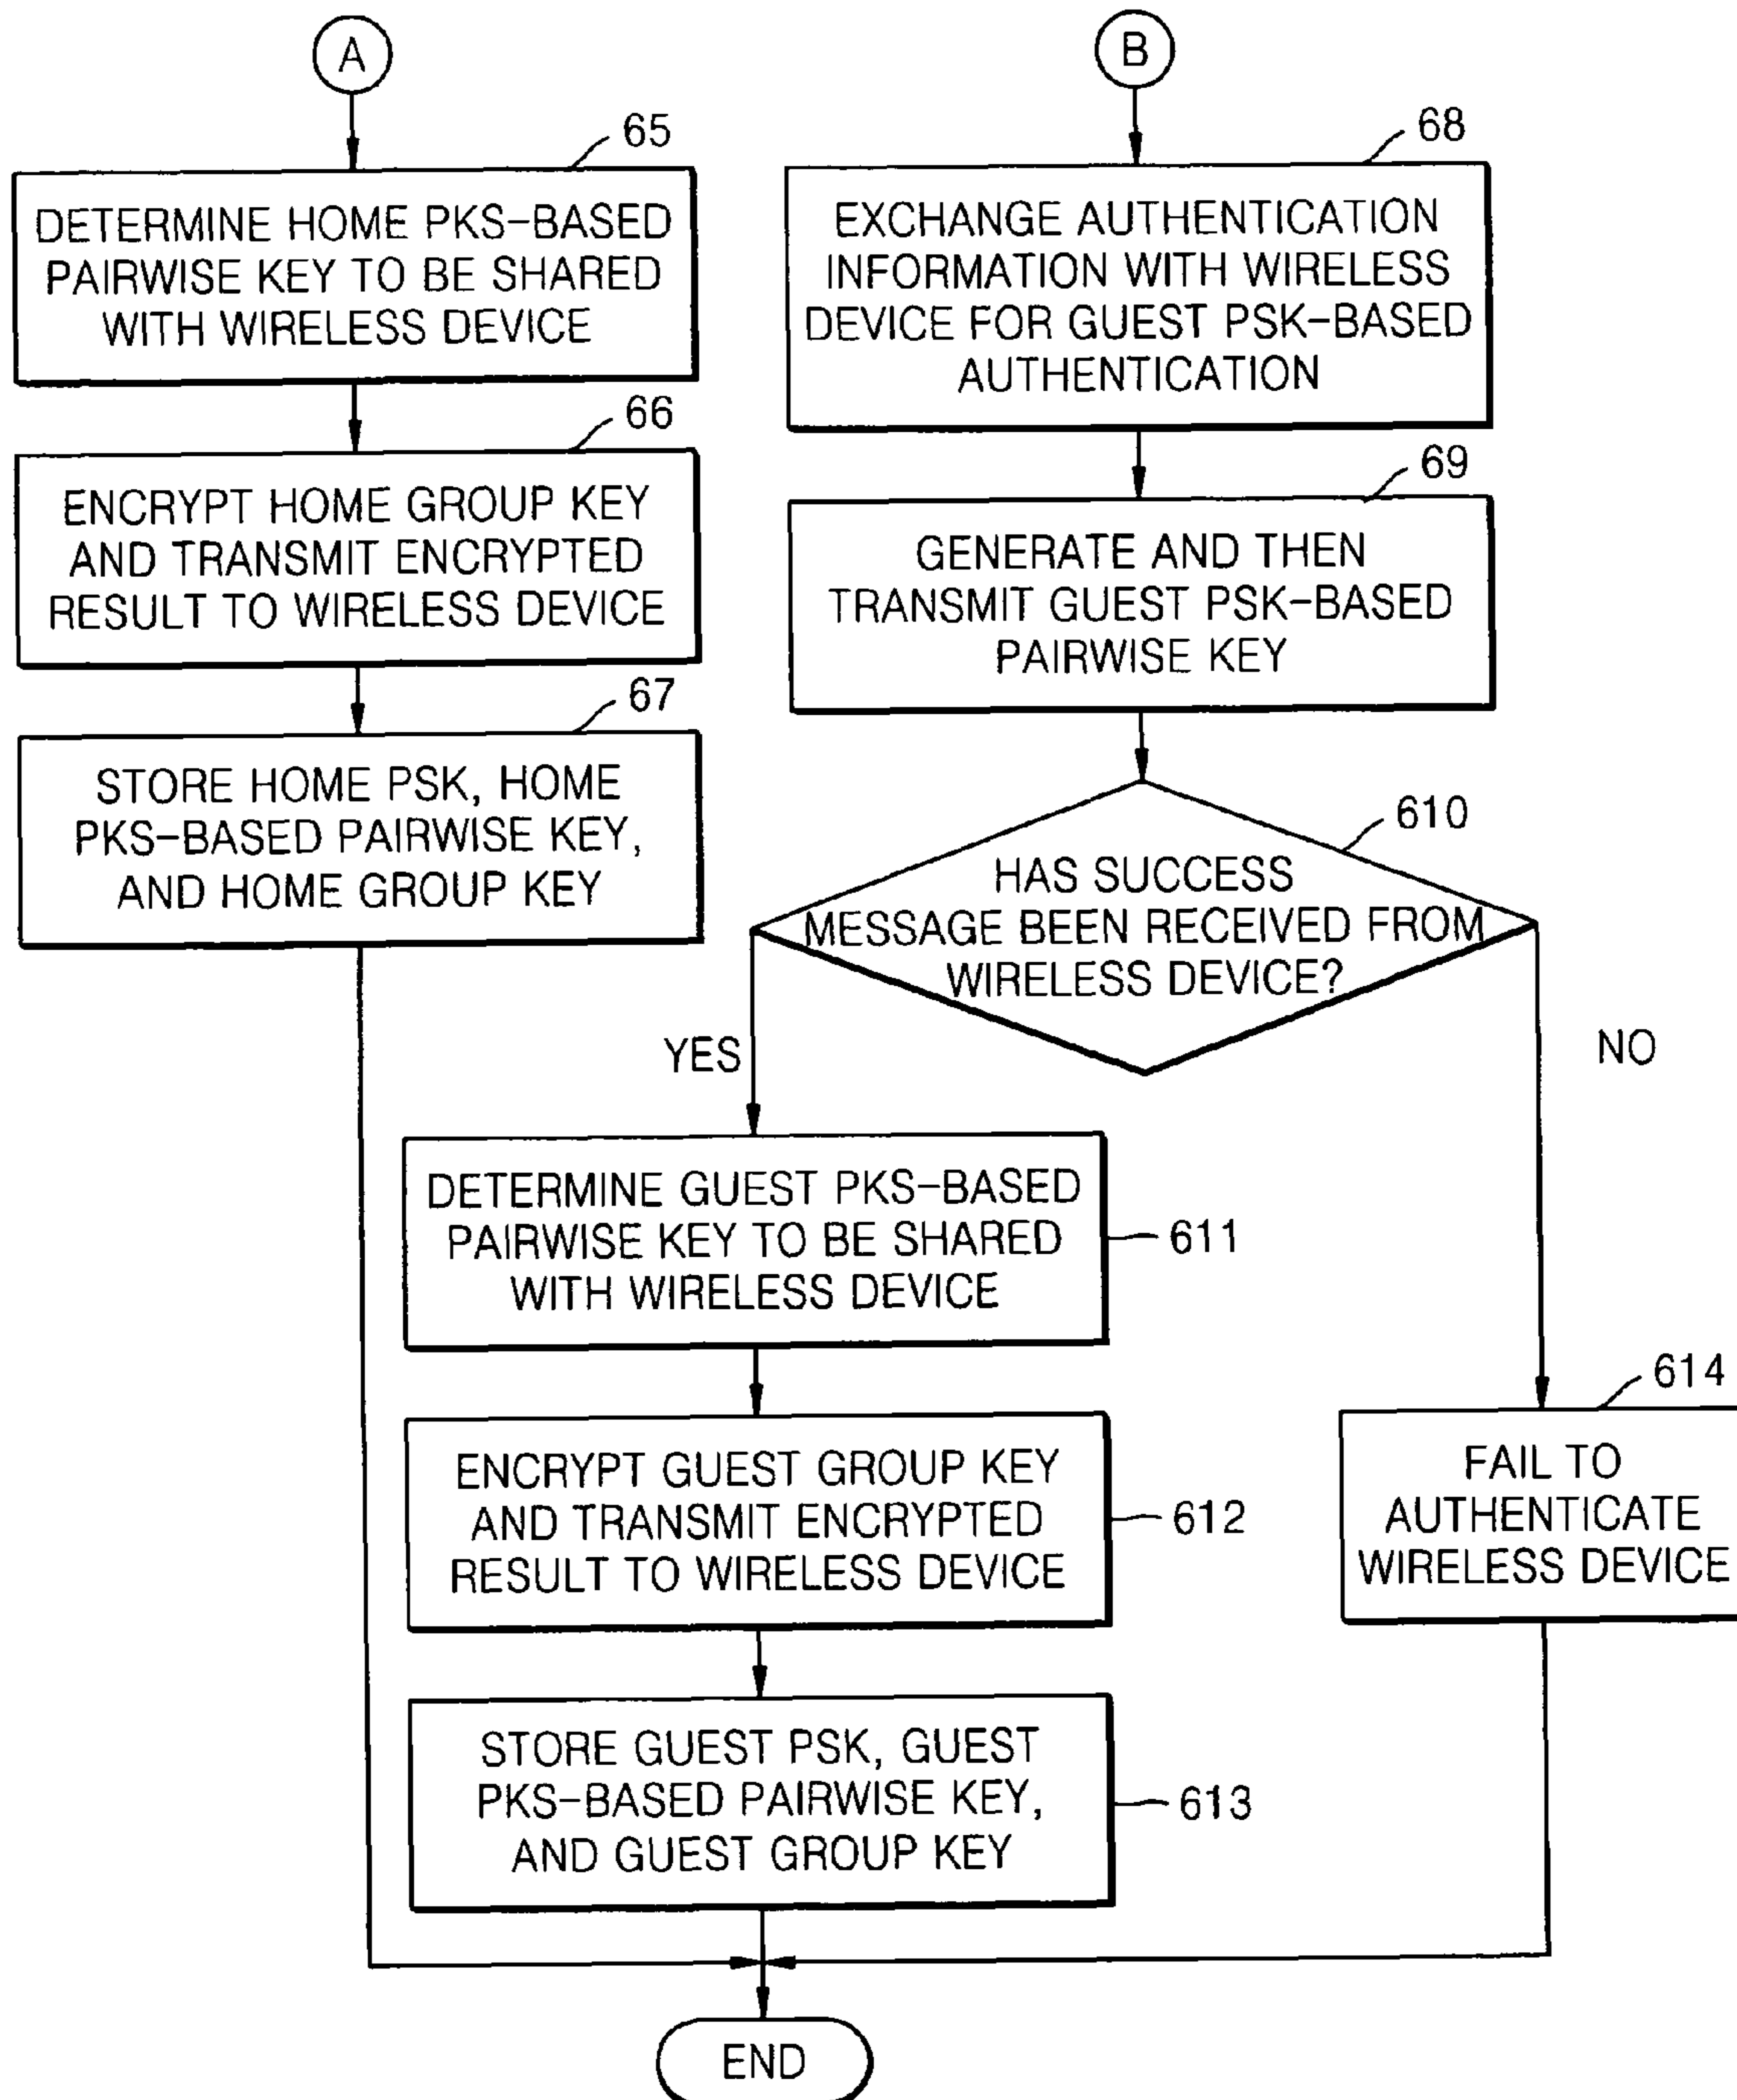 A
65
DETERMINE HOME PKS-BASED
PAIRWISE KEY TO BE SHARED
WITH WIRELESS DEVICE
66
ENCRYPT HOME GROUP KEY
AND TRANSMIT ENCRYPTED
RESULT TO WIRELESS DEVICE
67
STORE HOME PSK, HOME
PKS-BASED PAIRWISE KEY,
AND HOME GROUP KEY
B
68
EXCHANGE AUTHENTICATION
INFORMATION WITH WIRELESS
DEVICE FOR GUEST PSK-BASED
AUTHENTICATION
69
GENERATE AND THEN
TRANSMIT GUEST PSK-BASED
PAIRWISE KEY
610
HAS SUCCESS
MESSAGE BEEN RECEIVED FROM
WIRELESS DEVICE?
YES
NO
DETERMINE GUEST PKS-BASED
PAIRWISE KEY TO BE SHARED
WITH WIRELESS DEVICE
611
ENCRYPT GUEST GROUP KEY
AND TRANSMIT ENCRYPTED
RESULT TO WIRELESS DEVICE
612
STORE GUEST PSK, GUEST
PKS-BASED PAIRWISE KEY,
AND GUEST GROUP KEY
613
614
FAIL TO
AUTHENTICATE
WIRELESS DEVICE
END